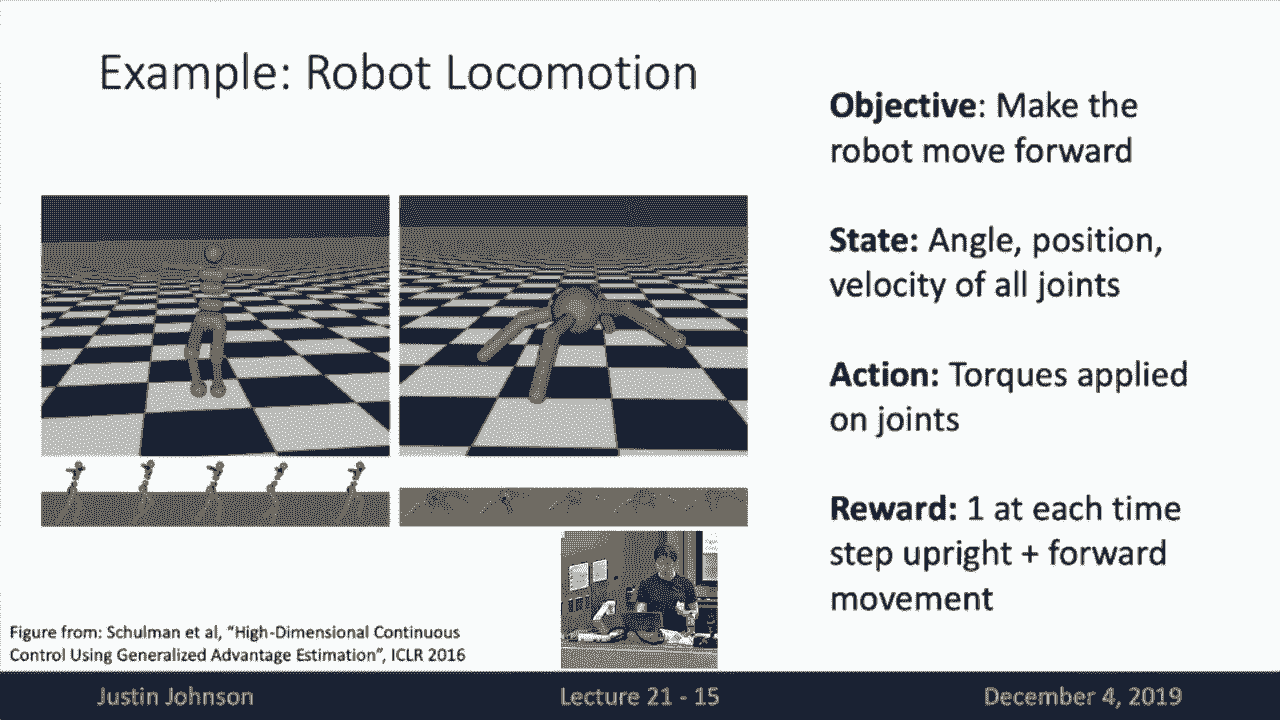 Example: Robot Locomotion
Objective: Make the
robot move forward
State: Angle, position,
velocity of all joints
Action: Torques applied
on joints
Reward: 1 at each time
step upright + forward
movement
Figure from: Schulman et al, “High-Dimensional Continuous
Control Using Generalized Advantage Estimation”, ICLR 2016
Justin Johnson
Lecture 21 - 15
December 4, 2019